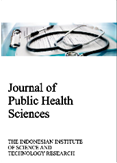 Journal of
Public Health
Sciences
THE INDONESIAN INSTITUTE
OF SCIENCE AND
TECHNOLOGY RESEARCH